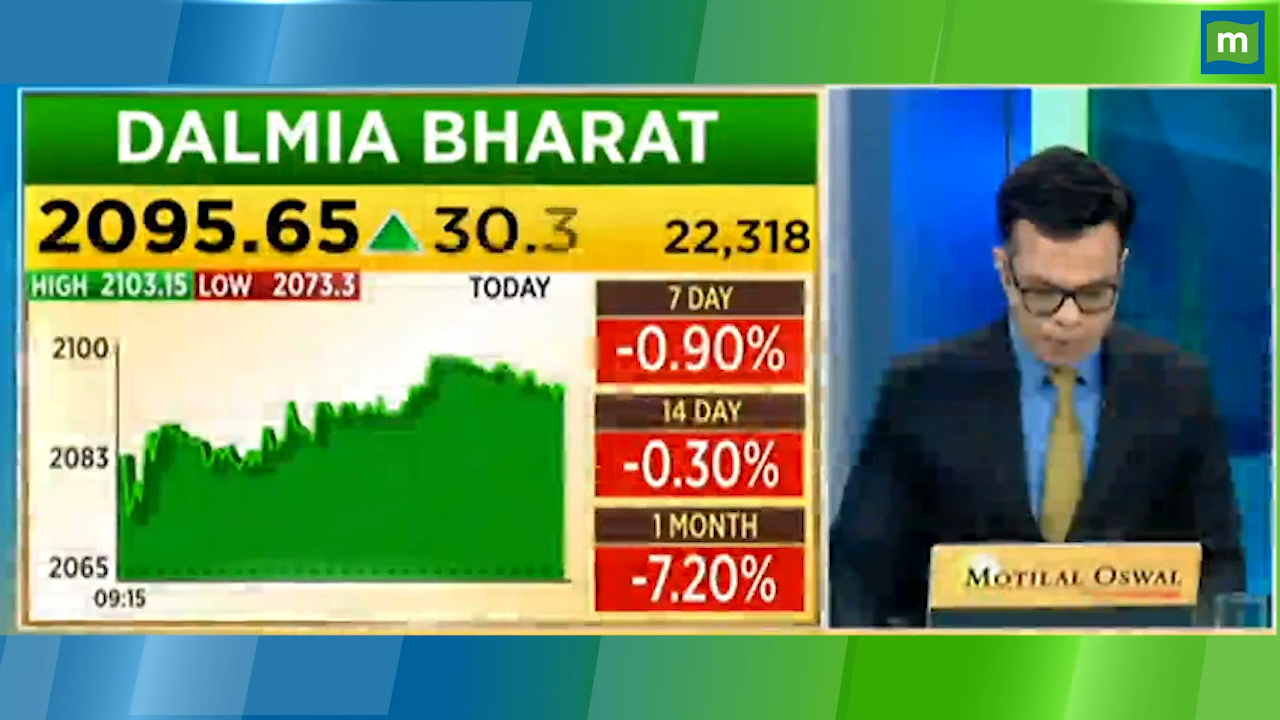 m
DALMIA BHARAT
2095.65 ▲ 30.3 22,318
HIGH 2103.15 LOW 2073.3 TODAY
2100
2083
2065
09:15
7 DAY
-0.90%
14 DAY
-0.30%
1 MONTH
-7.20%
MOTILAL OSWAL